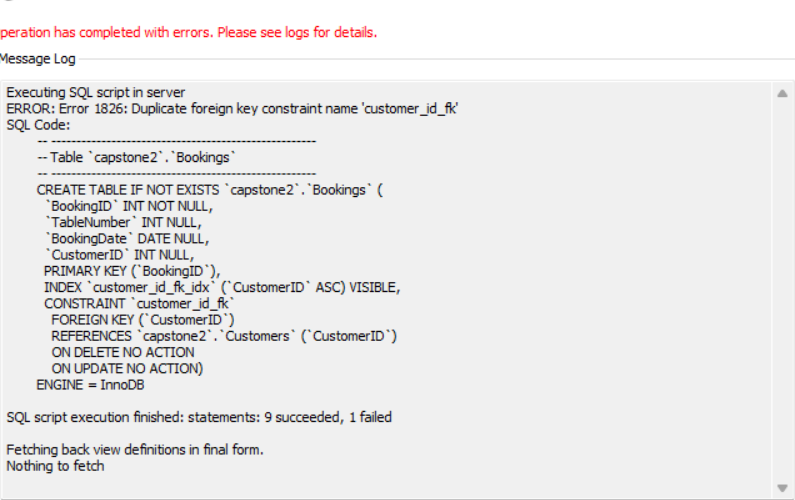 peration has completed with errors. Please see logs for details.
Message Log
Executing SQL script in server
ERROR: Error 1826: Duplicate foreign key constraint name 'customer_id_fk'
SQL Code:
-- -----------------------------------------------------
-- Table `capstone2`.`Bookings`
-- -----------------------------------------------------
CREATE TABLE IF NOT EXISTS `capstone2`.`Bookings` (
`BookingID` INT NOT NULL,
`TableNumber` INT NULL,
`BookingDate` DATE NULL,
`CustomerID` INT NULL,
PRIMARY KEY (`BookingID`),
INDEX `customer_id_fk_idx` (`CustomerID` ASC) VISIBLE,
CONSTRAINT `customer_id_fk`
FOREIGN KEY (`CustomerID`)
REFERENCES `capstone2`.`Customers` (`CustomerID`)
ON DELETE NO ACTION
ON UPDATE NO ACTION)
ENGINE = InnoDB
SQL script execution finished: statements: 9 succeeded, 1 failed
Fetching back view definitions in final form.
Nothing to fetch